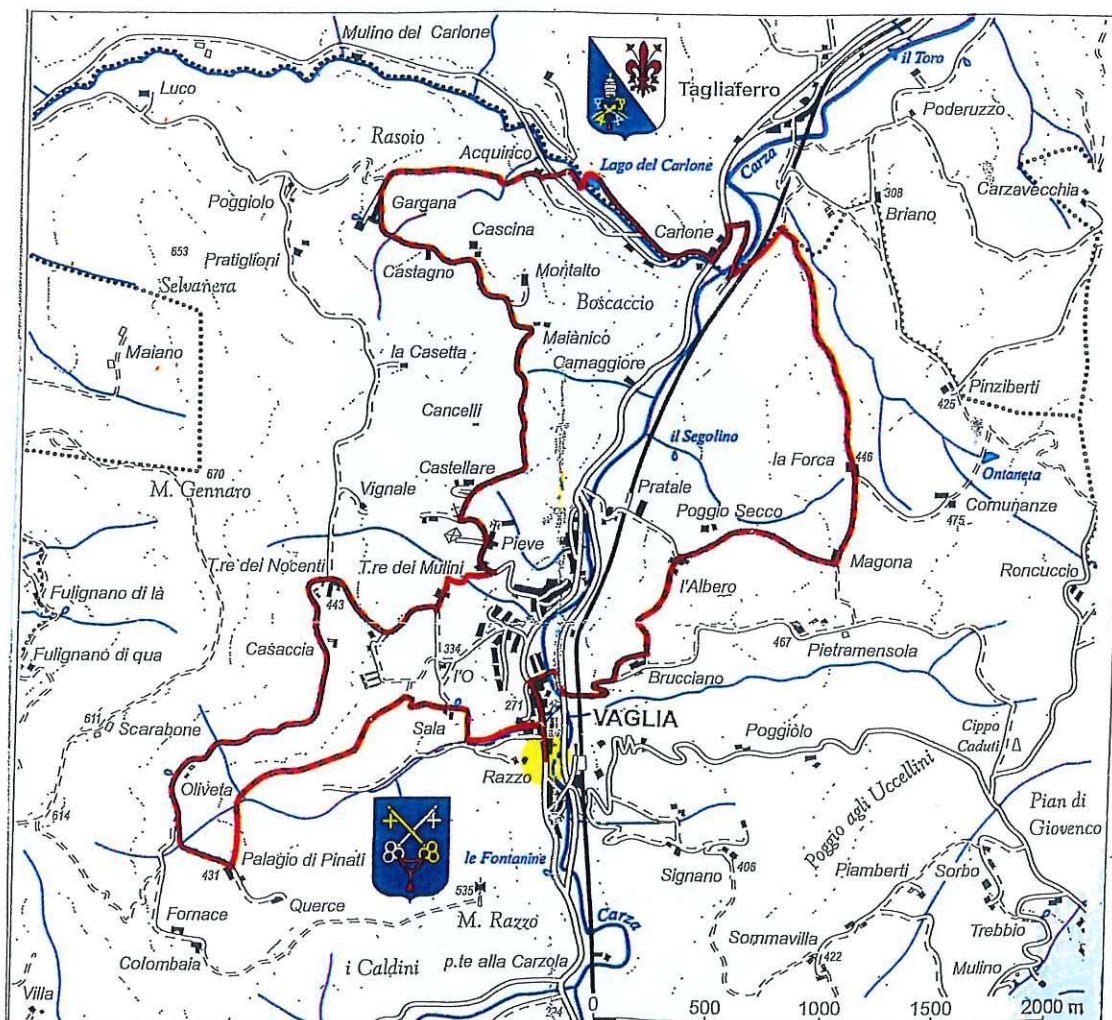 Mulino del Carlone
il Toro
Luco
Tagliaferro
Poderuzzo
Rasoio
Acquirico
Lago del Carlone
Carza
Carzavecchia
Gargana
308
Briano
Poggiolo
Cascina
Carlone
653
Pratiglioni
Castagno
Montalto
Selvanera
Boscaccio
Maiano
Maianico
la Casetta
Camaggiore
Pinziberti
425
Cancelli
il Segolino
la Forca
446
670
Castellare
Ontaneta
M. Gennaro
Vignale
Pratale
Comunanze
475
Poggio Secco
Pieve
T.re dei Nocenti
T.re dei Mulini
Magona
Roncuccio
443
l'Albero
Fulignano di là
467
Casaccia
334
Pietramensola
Fulignano di qua
l'O
Brucciano
271
611
Scarabone
Sala
VAGLIA
Cippo
Caduti
Poggiolo
Razzo
Oliveta
Poggio agli Uccellini
Pian di
Giovenco
614
Palagio di Pinati
le Fontanine
431
Signano
406
Piamberti
Sorbo
535
Querce
Fornace
M. Razzo
Carza
Trebbio
Sommavilla
Colombaia
422
p.te alla Carzola
i Caldini
Mulino
Villa
0
500
1000
1500
2000 m